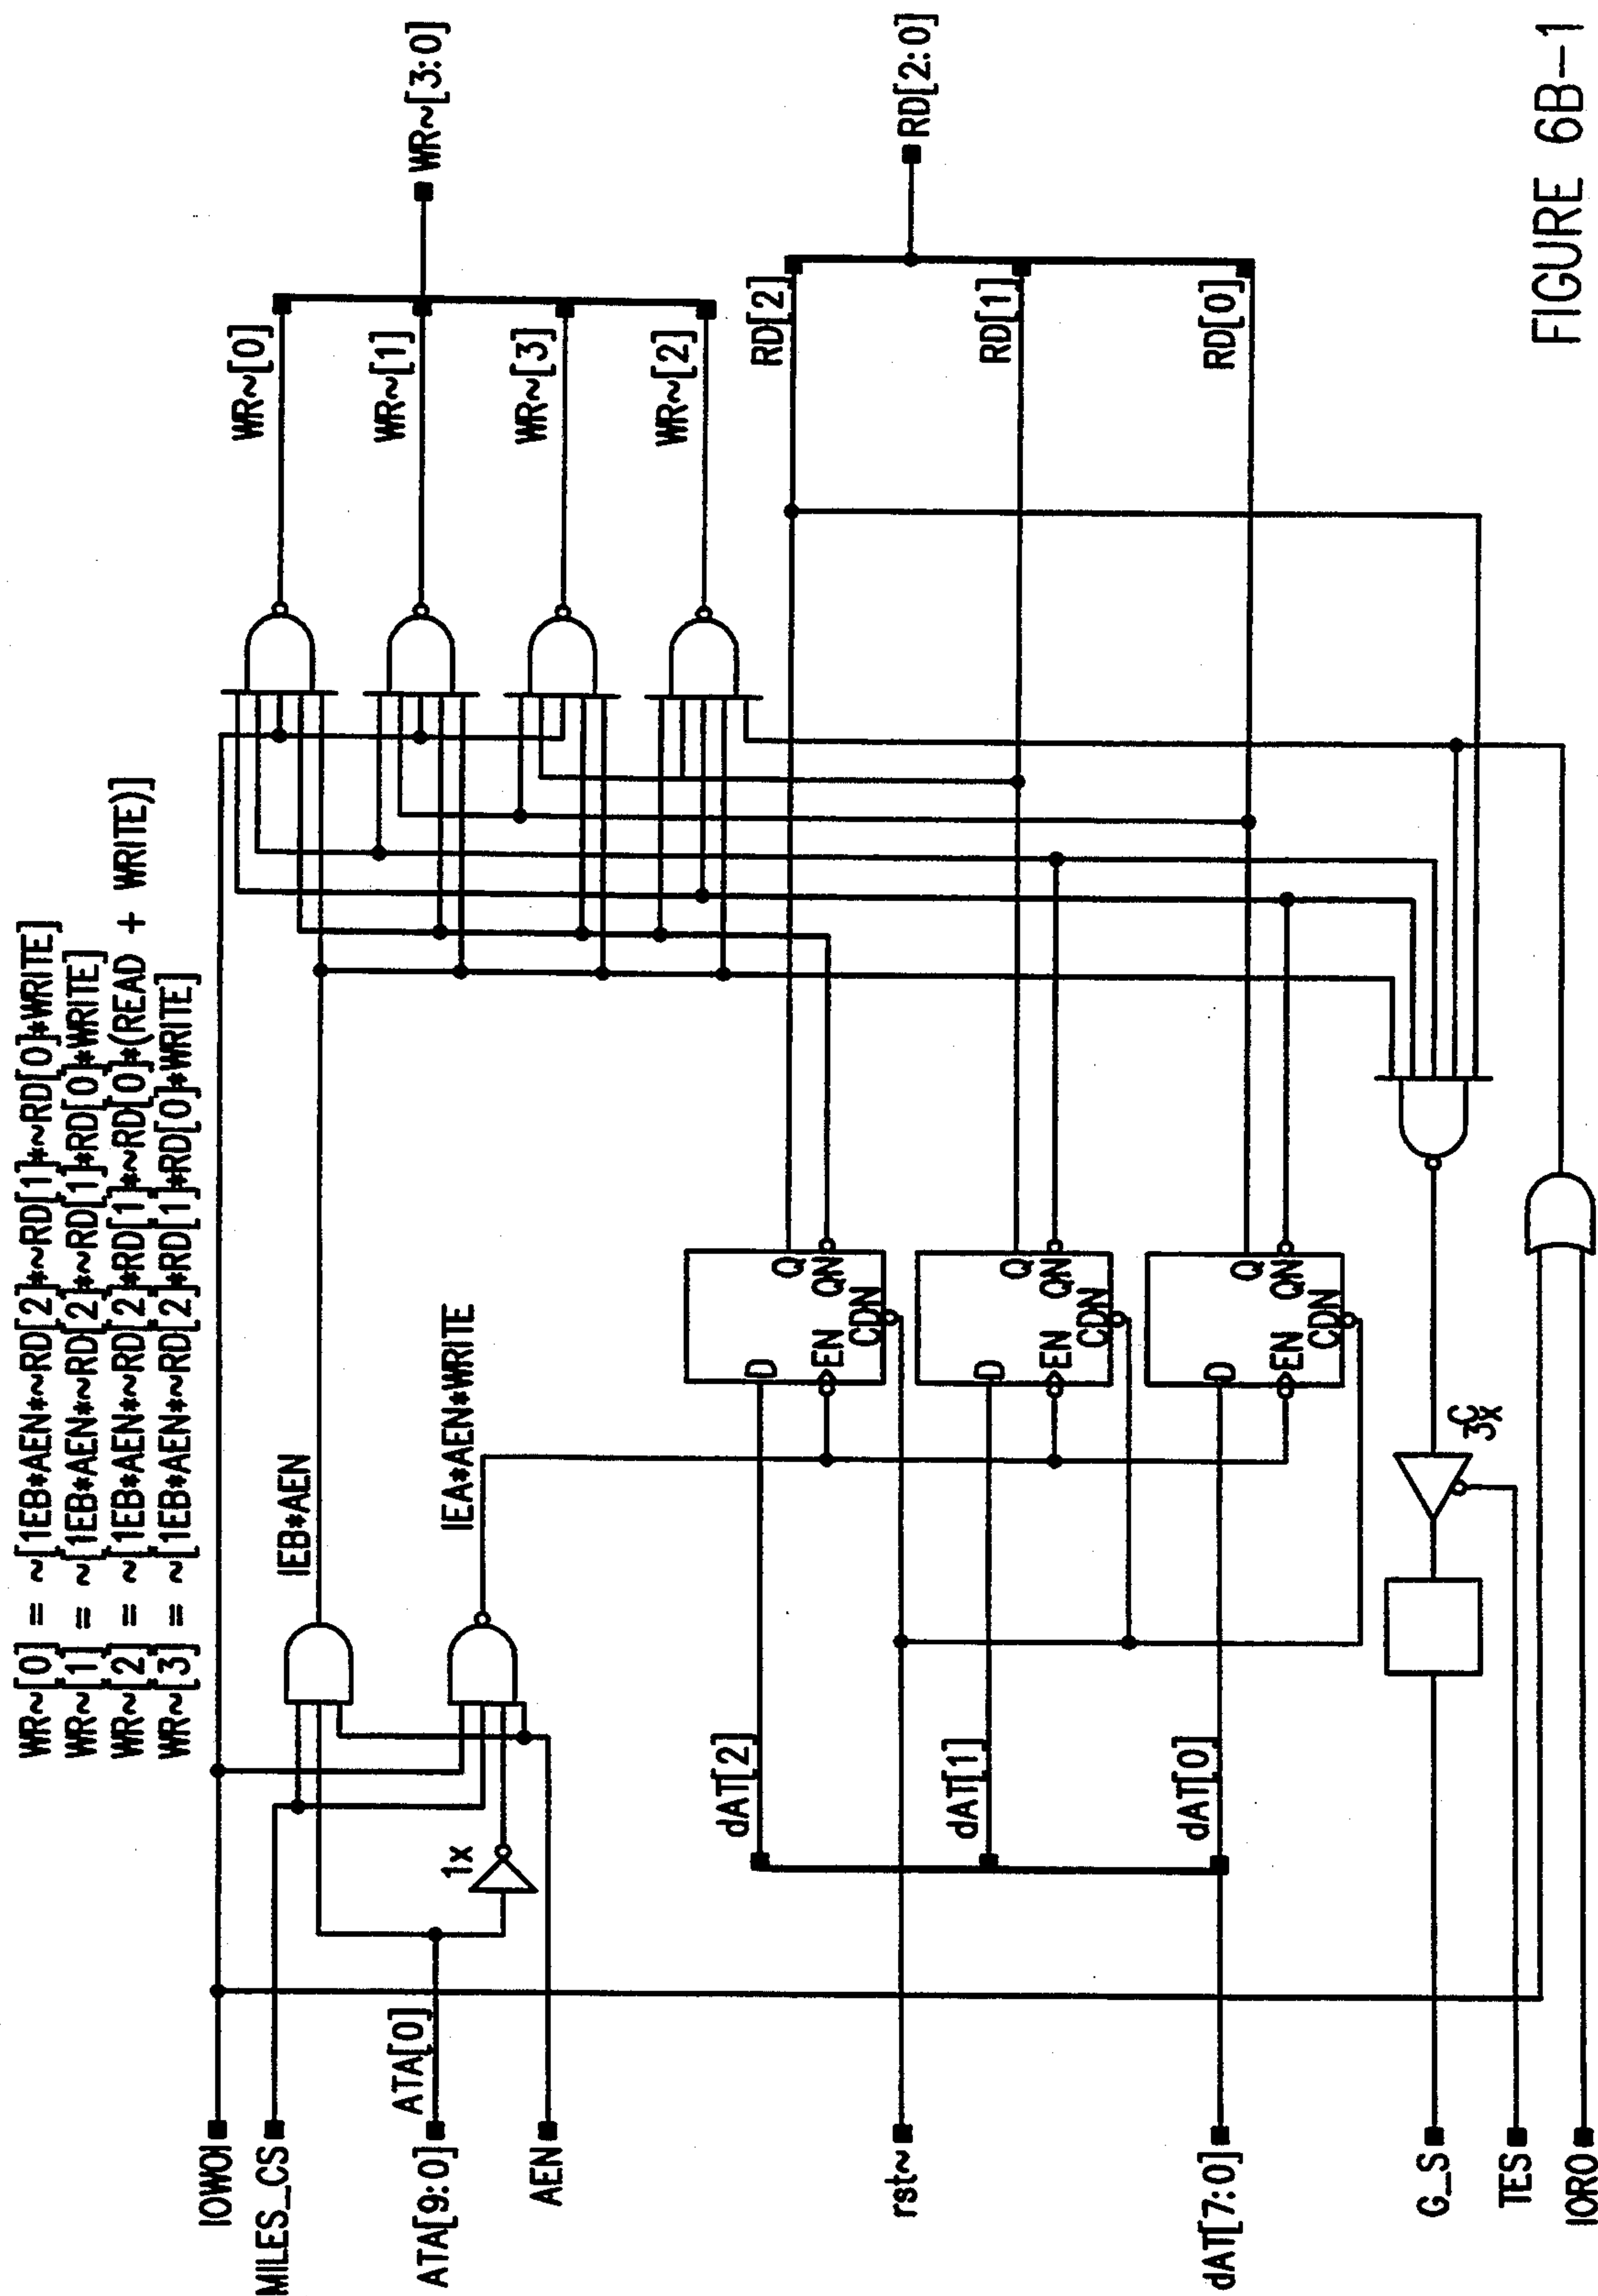 WR~[0] = ~[1EB*AEN*~RD[2]*~RD[1]*~RD[0]*WRITE]
WR~[1] = ~[1EB*AEN*~RD[2]*~RD[1]*RD[0]*WRITE]
WR~[2] = ~[1EB*AEN*~RD[2]*RD[1]*~RD[0]*(READ + WRITE)]
WR~[3] = ~[1EB*AEN*~RD[2]*RD[1]*RD[0]*WRITE]
IOWOI
MILES_CS
ATA[9:0]
ATA[0]
AEN
1x
IEB*AEN
IEA*AEN*WRITE
WR~[0]
WR~[1]
WR~[3]
WR~[2]
WR~[3:0]
rst~
dAT[7:0]
dAT[2]
dAT[1]
dAT[0]
D
EN
Q
QN
CDN
D
EN
Q
QN
CDN
D
EN
Q
QN
CDN
RD[2]
RD[1]
RD[0]
RD[2:0]
G_S
TES
IORO
C
3x
FIGURE 6B-1